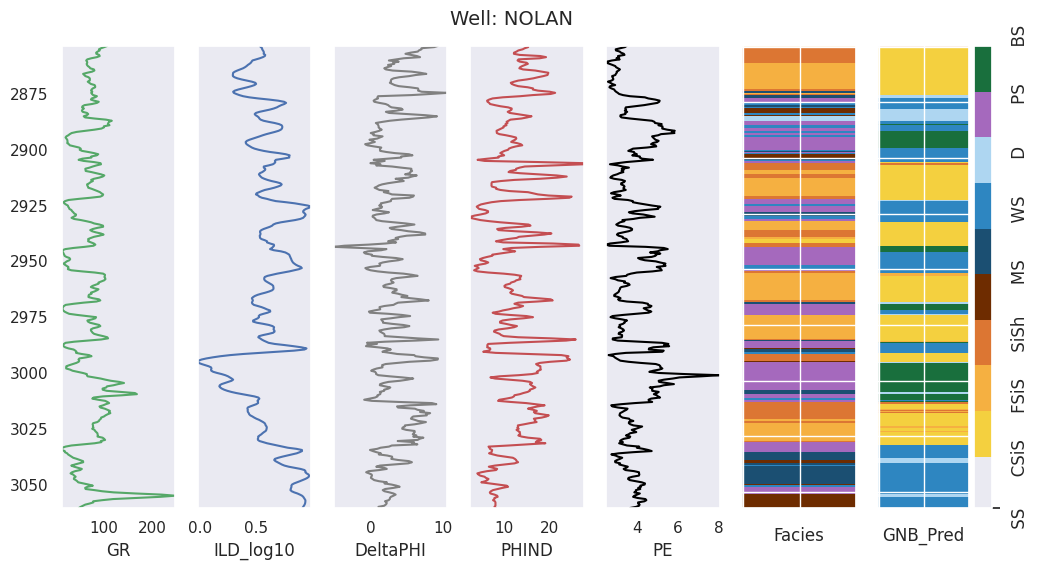 Well: NOLAN
2875
2900
2925
2950
2975
3000
3025
3050
100 200
GR
0.0 0.5
ILD_log10
0 10
DeltaPHI
10 20
PHIND
4 6 8
PE
Facies
GNB_Pred
SS CSiS FSiS SiSh MS WS D PS BS